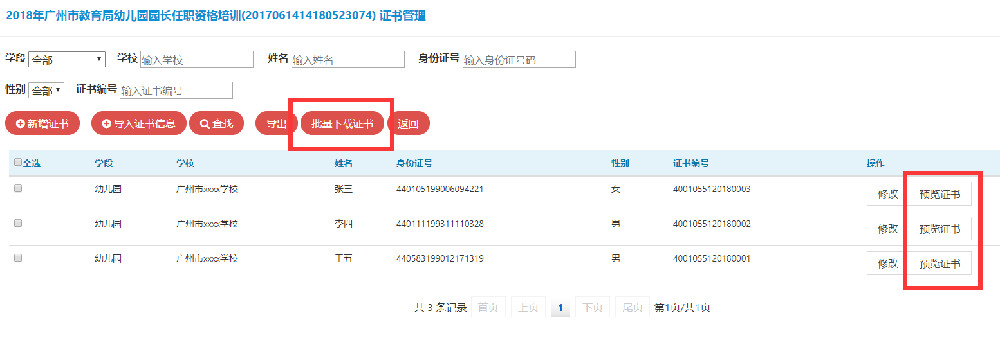 2018年广州市教育局幼儿园园长任职资格培训(2017061414180523074) 证书管理
学段 全部 学校 输入学校 姓名 输入姓名 身份证号 输入身份证号码
性别 全部 证书编号 输入证书编号
新增证书 导入证书信息 查找 导出 批量下载证书 返回
全选 学段 学校 姓名 身份证号 性别 证书编号 操作
幼儿园 广州市xxxx学校 张三 440105199006094221 女 4001055120180003 修改 预览证书
幼儿园 广州市xxxx学校 李四 440111199311110328 男 4001055120180002 修改 预览证书
幼儿园 广州市xxxx学校 王五 440583199012171319 男 4001055120180001 修改 预览证书
共 3 条记录 首页 上页 1 下页 尾页 第1页/共1页